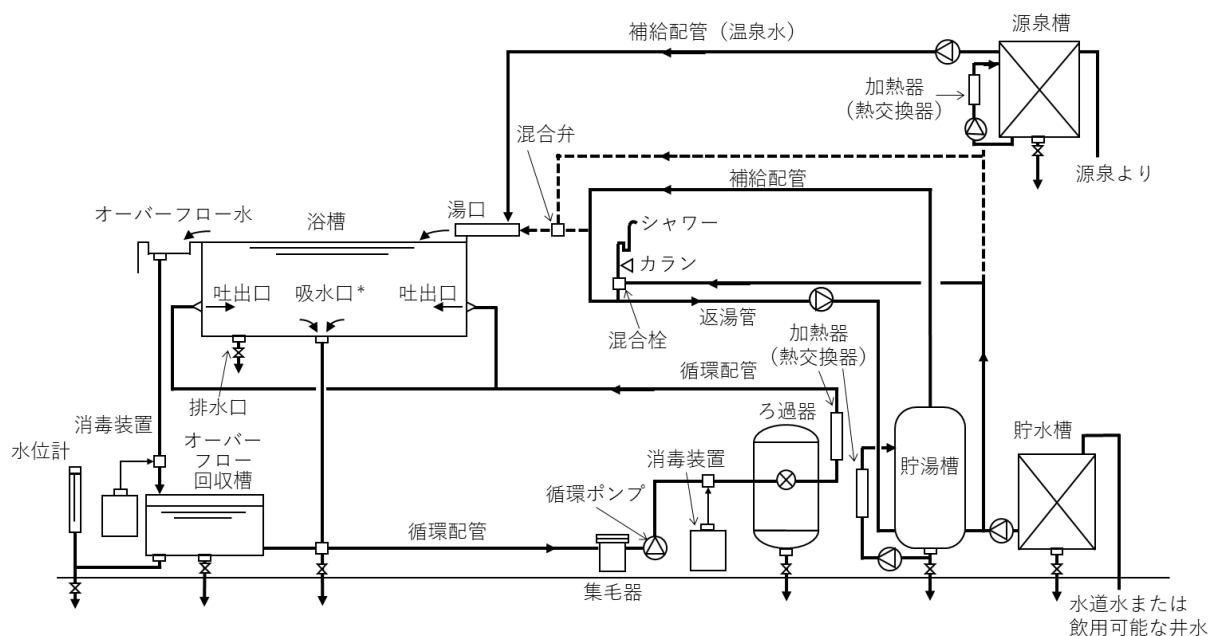 源泉槽
補給配管（温泉水）
加熱器
（熱交換器）
混合弁
源泉より
補給配管
オーバーフロー水
浴槽
湯口
シャワー
カラン
吐出口
吸水口*
吐出口
返湯管
混合栓
加熱器
（熱交換器）
循環配管
排水口
ろ過器
消毒装置
オーバー
フロー
回収槽
水位計
貯水槽
消毒装置
貯湯槽
循環ポンプ
循環配管
集毛器
水道水または
飲用可能な井水